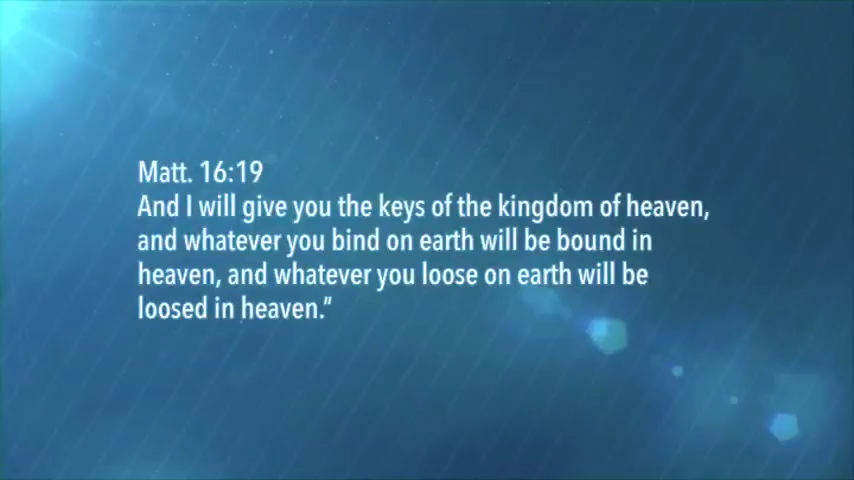 Matt. 16:19
And I will give you the keys of the kingdom of heaven,
and whatever you bind on earth will be bound in
heaven, and whatever you loose on earth will be
loosed in heaven.“